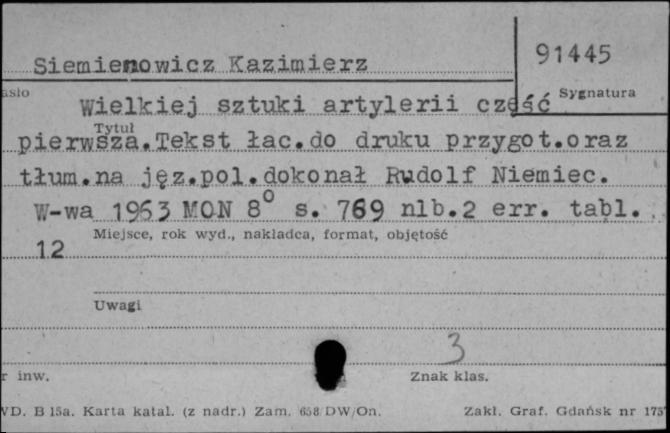 Siemienowicz Kazimierz
91445
asło
Sygnatura
Wielkiej sztuki artylerii część
Tytuł
pierwsza.Tekst łac.do druku przygot.oraz
tłum.na jęz.pol.dokonał Rudolf Niemiec.
W-wa 1963 MON 8° s. 769 nlb.2 err. tabl.
Miejsce, rok wyd., nakładca, format, objętość
12
Uwagi
3
r inw.
Znak klas.
VD. B 15a. Karta katal. (z nadr.) Zam. 658/DW/On.
Zakł. Graf. Gdańsk nr 175